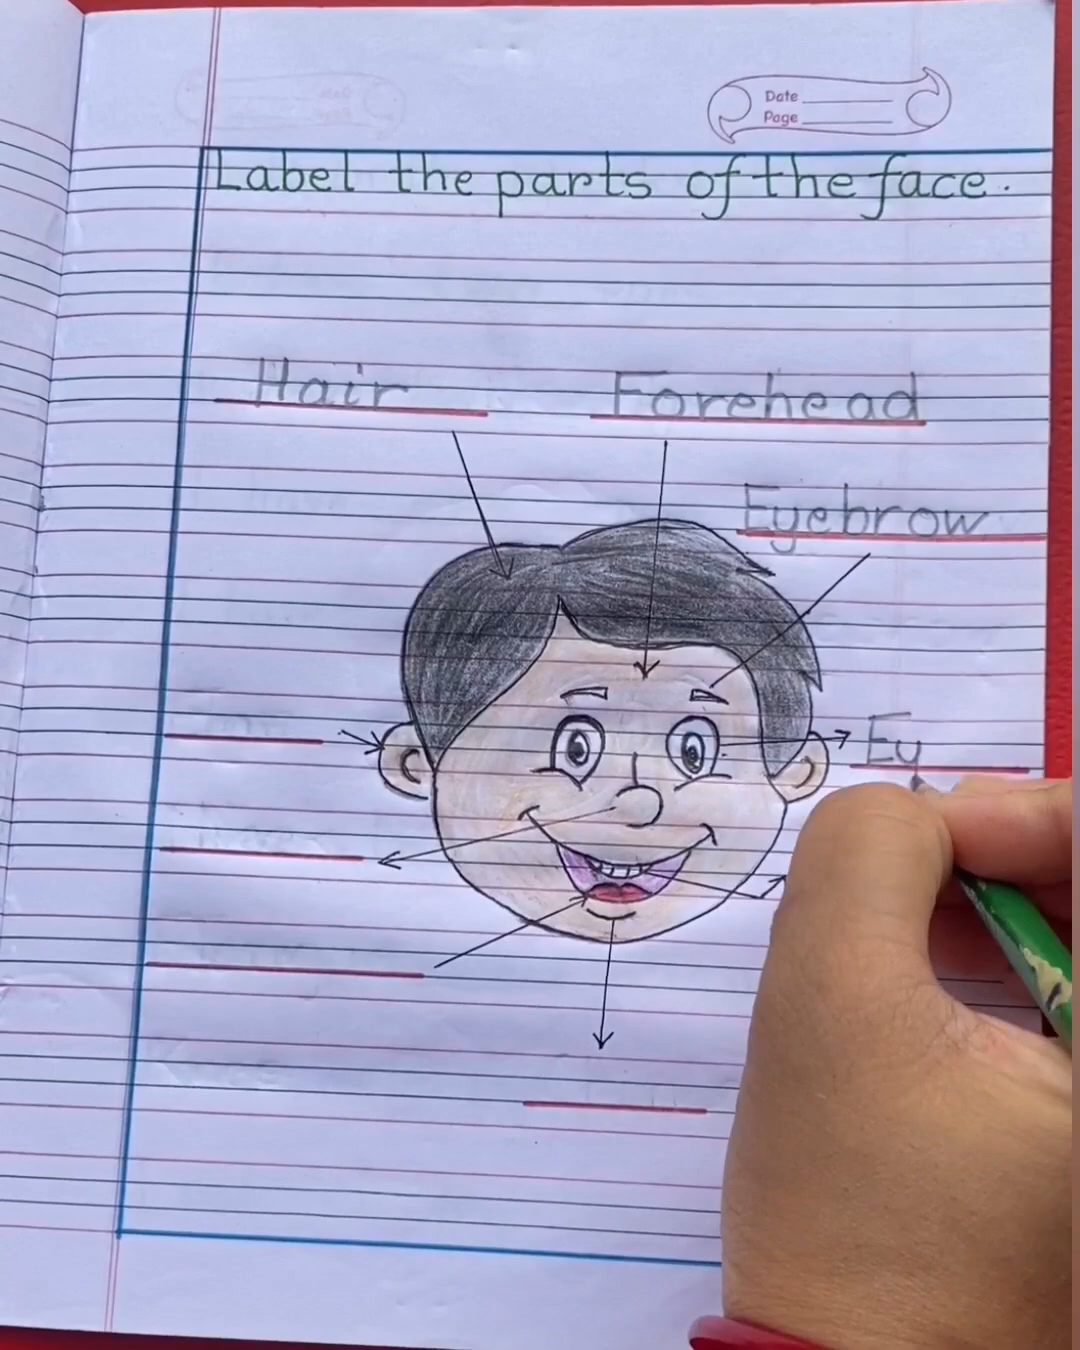 Date
Page
Label the parts of the face.
Hair
Forehead
Eyebrow
Ey